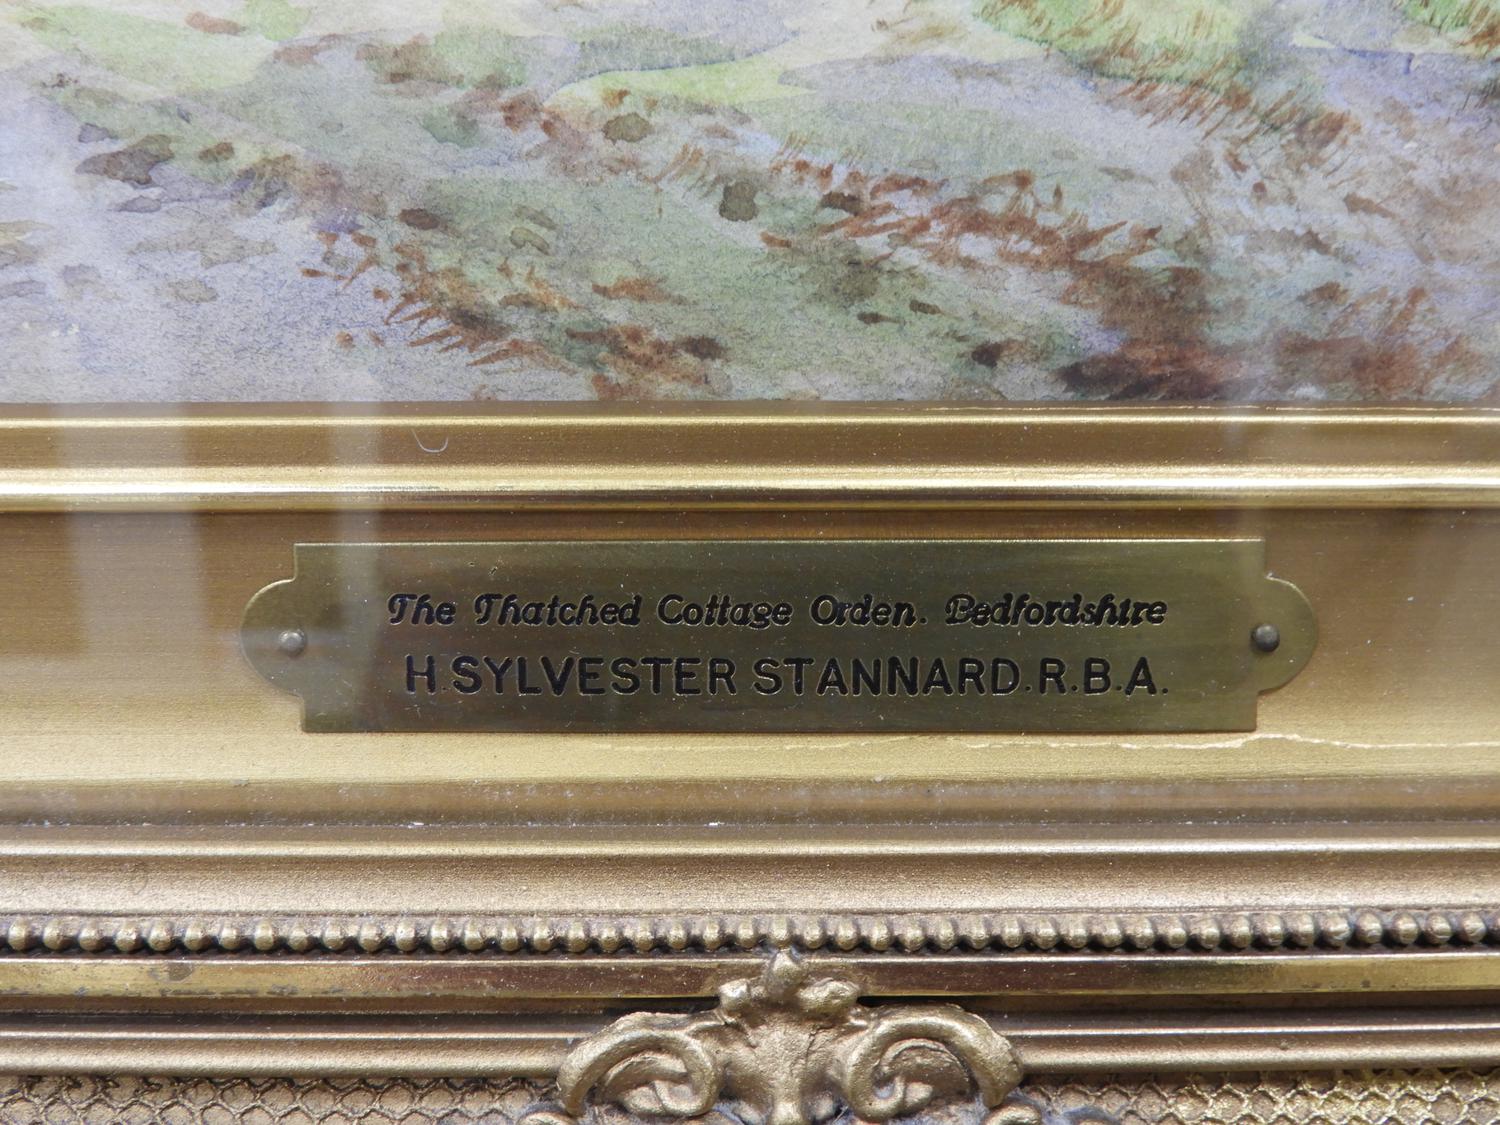 The Thatched Cottage Orden. Bedfordshire
H.SYLVESTER STANNARD.R.B.A.